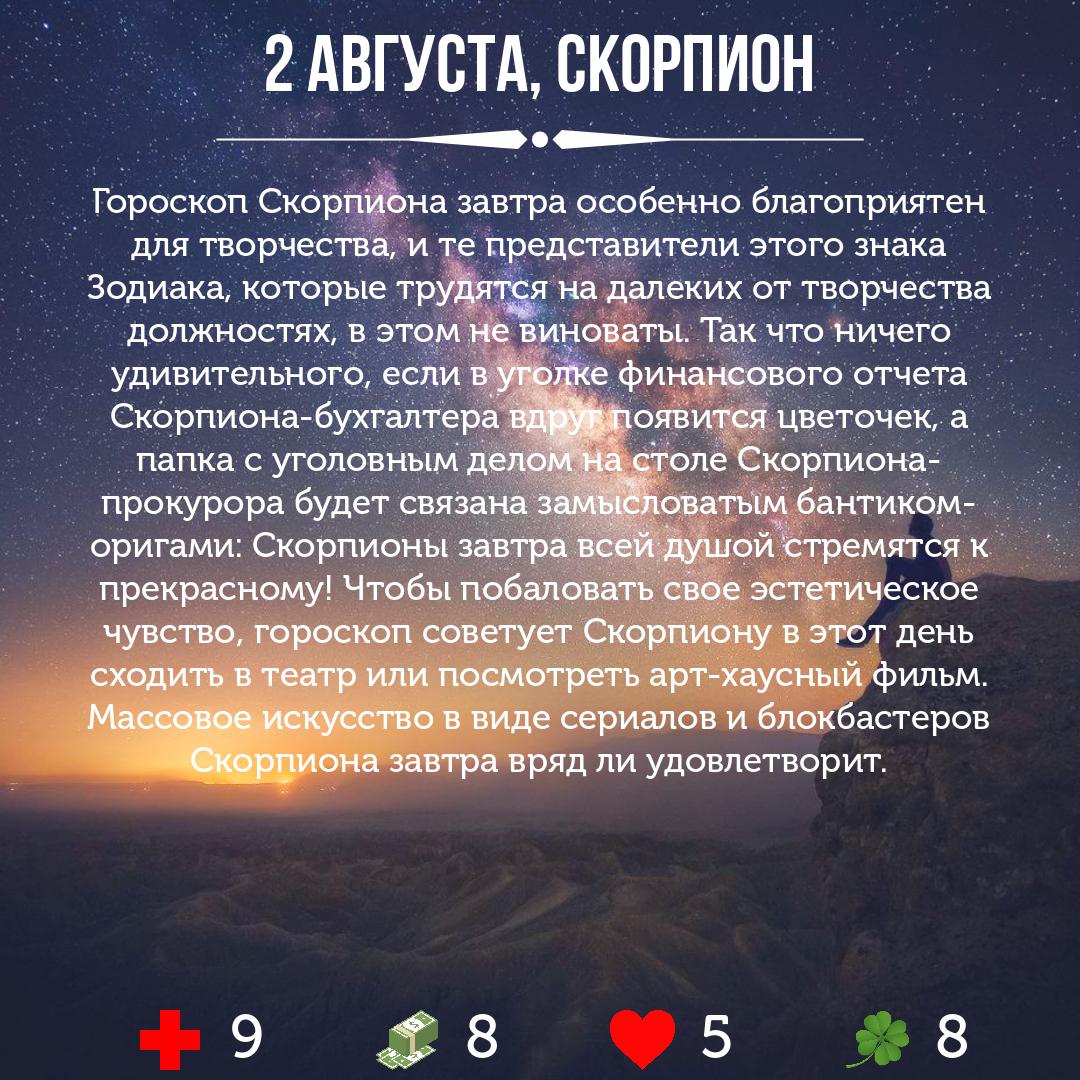 2 АВГУСТА, СКОРПИОН
Гороскоп Скорпиона завтра особенно благоприятен
для творчества, и те представители этого знака
Зодиака, которые трудятся на далеких от творчества
должностях, в этом не виноваты. Так что ничего
удивительного, если в уголке финансового отчета
Скорпиона-бухгалтера вдруг появится цветочек, а
папка с уголовным делом на столе Скорпиона-
прокурора будет связана замысловатым бантиком-
оригами: Скорпионы завтра всей душой стремятся к
прекрасному! Чтобы побаловать свое эстетическое
чувство, гороскоп советует Скорпиону в этот день
сходить в театр или посмотреть арт-хаусный фильм.
Массовое искусство в виде сериалов и блокбастеров
Скорпиона завтра вряд ли удовлетворит.
9 8 5 8